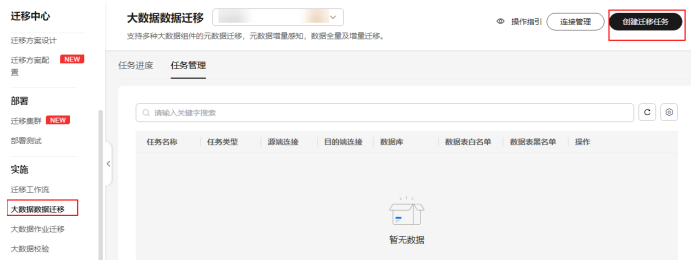 迁移中心
迁移方案设计
迁移方案配置 NEW
部署
迁移集群 NEW
部署测试
实施
迁移工作流
大数据数据迁移
大数据作业迁移
大数据校验
大数据数据迁移
操作指引 连接管理 创建迁移任务
支持多种大数据组件的元数据迁移，元数据增量感知，数据全量及增量迁移。
任务进度 任务管理
请输入关键字搜索
任务名称 任务类型 源端连接 目的端连接 数据库 数据表白名单 数据表黑名单 操作
暂无数据